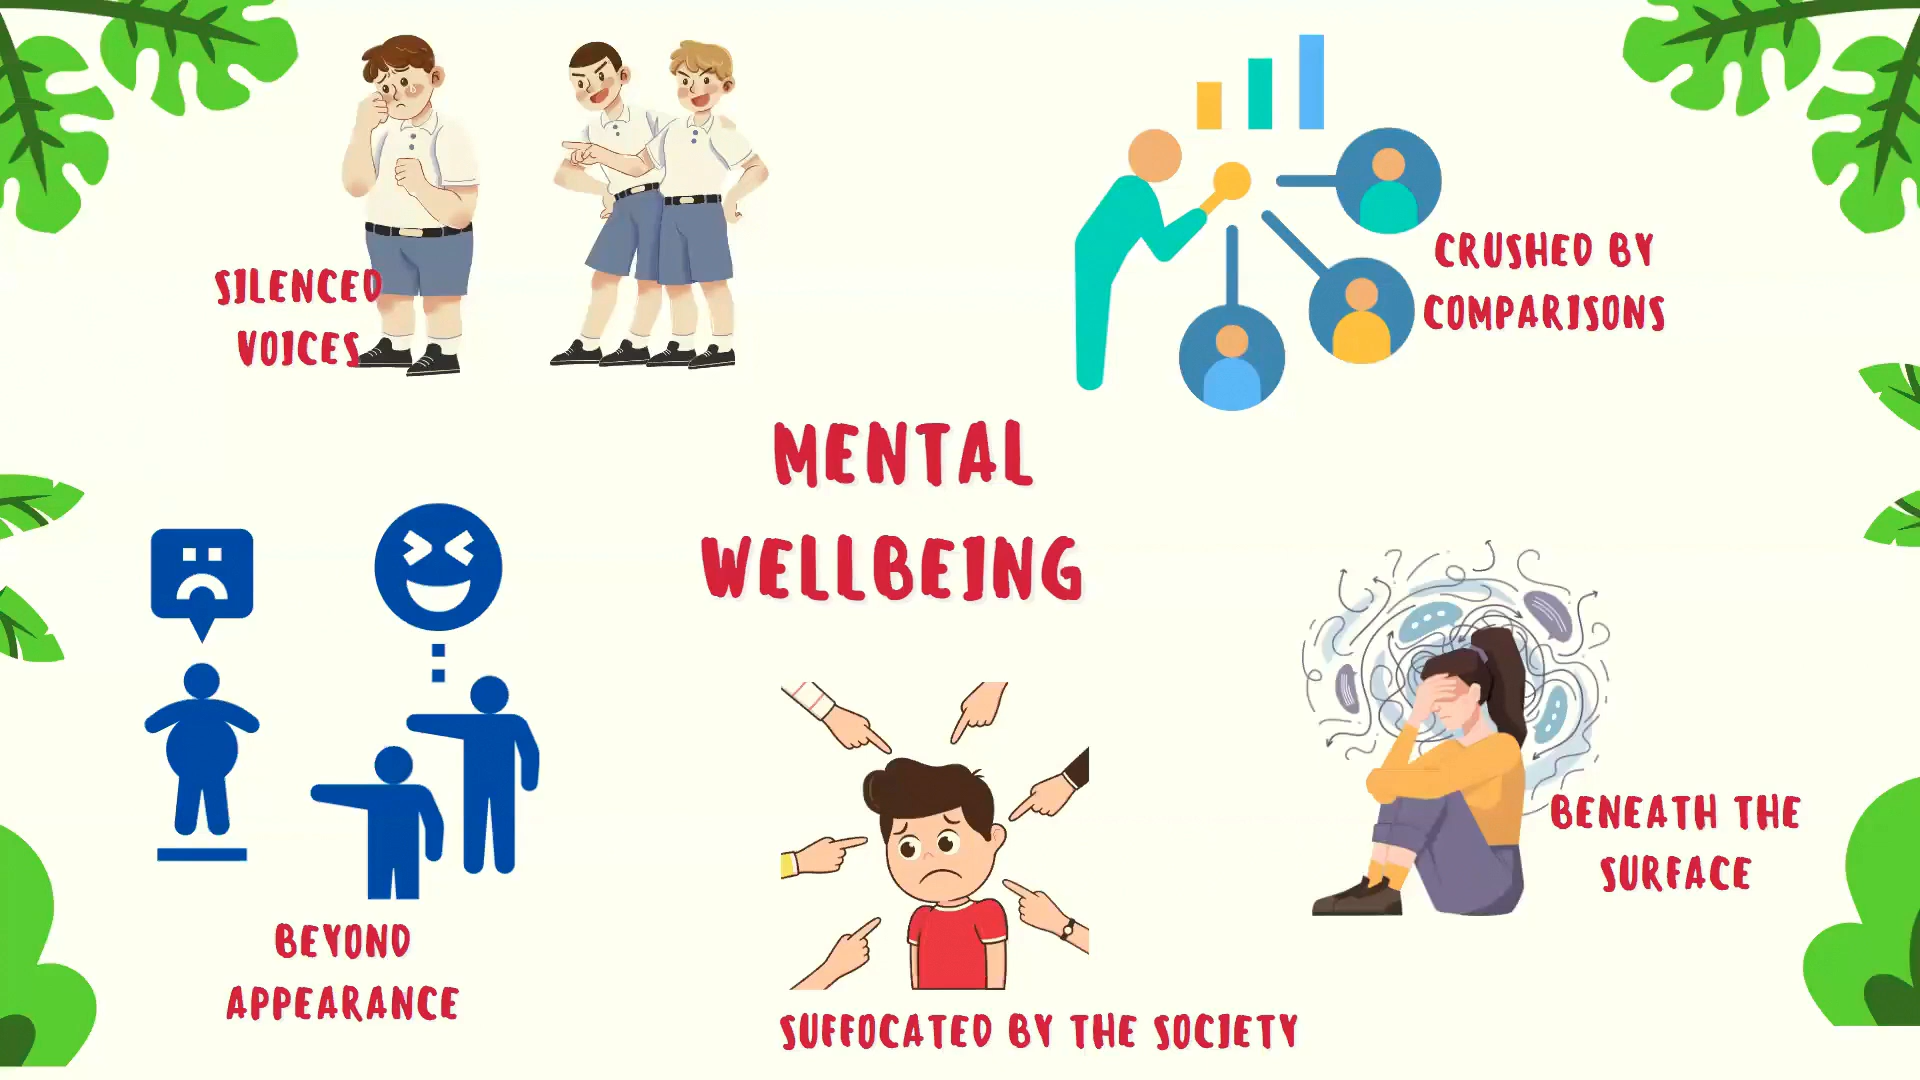 SILENCED
VOICES
CRUSHED BY
COMPARISONS
MENTAL
WELLBEING
BEYOND
APPEARANCE
SUFFOCATED BY THE SOCIETY
BENEATH THE
SURFACE